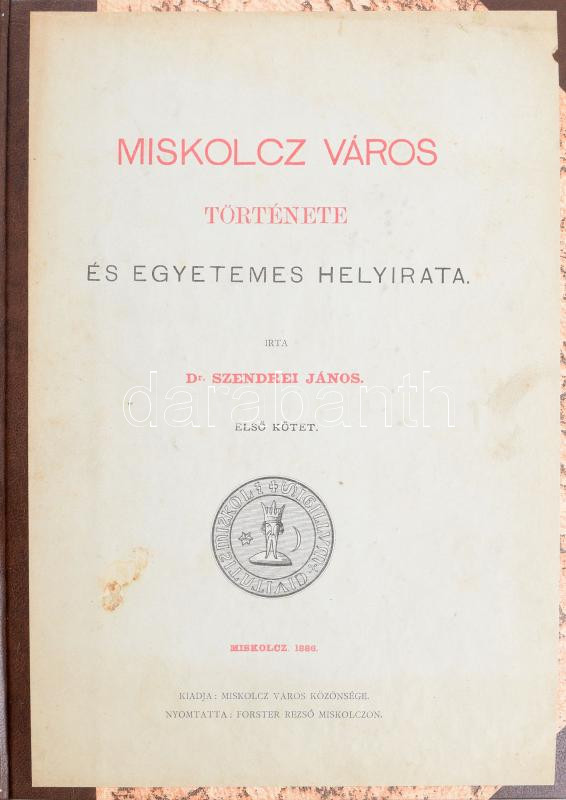 MISKOLCZ VÁROS
TÖRTÉNETE
ÉS EGYETEMES HELYIRATA.
IRTA
Dr. SZENDREI JÁNOS.
darabanth
ELSŐ KÖTET.
MISKOLCZ. 1886.
KIADJA: MISKOLCZ VÁROS KÖZÖNSÉGE.
NYOMTATTA: FORSTER REZSŐ MISKOLCZON.